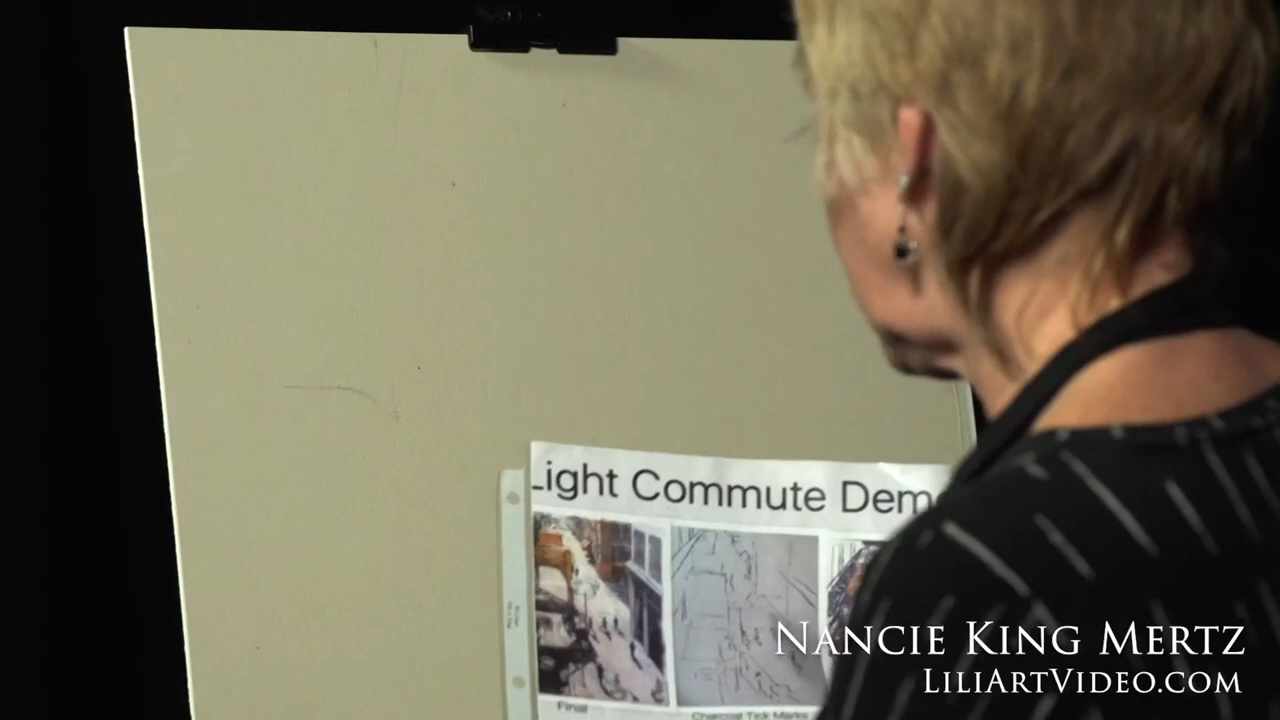 Light Commute Dem
Final
Charcoal Tick Marks
NANCIE KING MERTZ
LILIARTVIDEO.COM